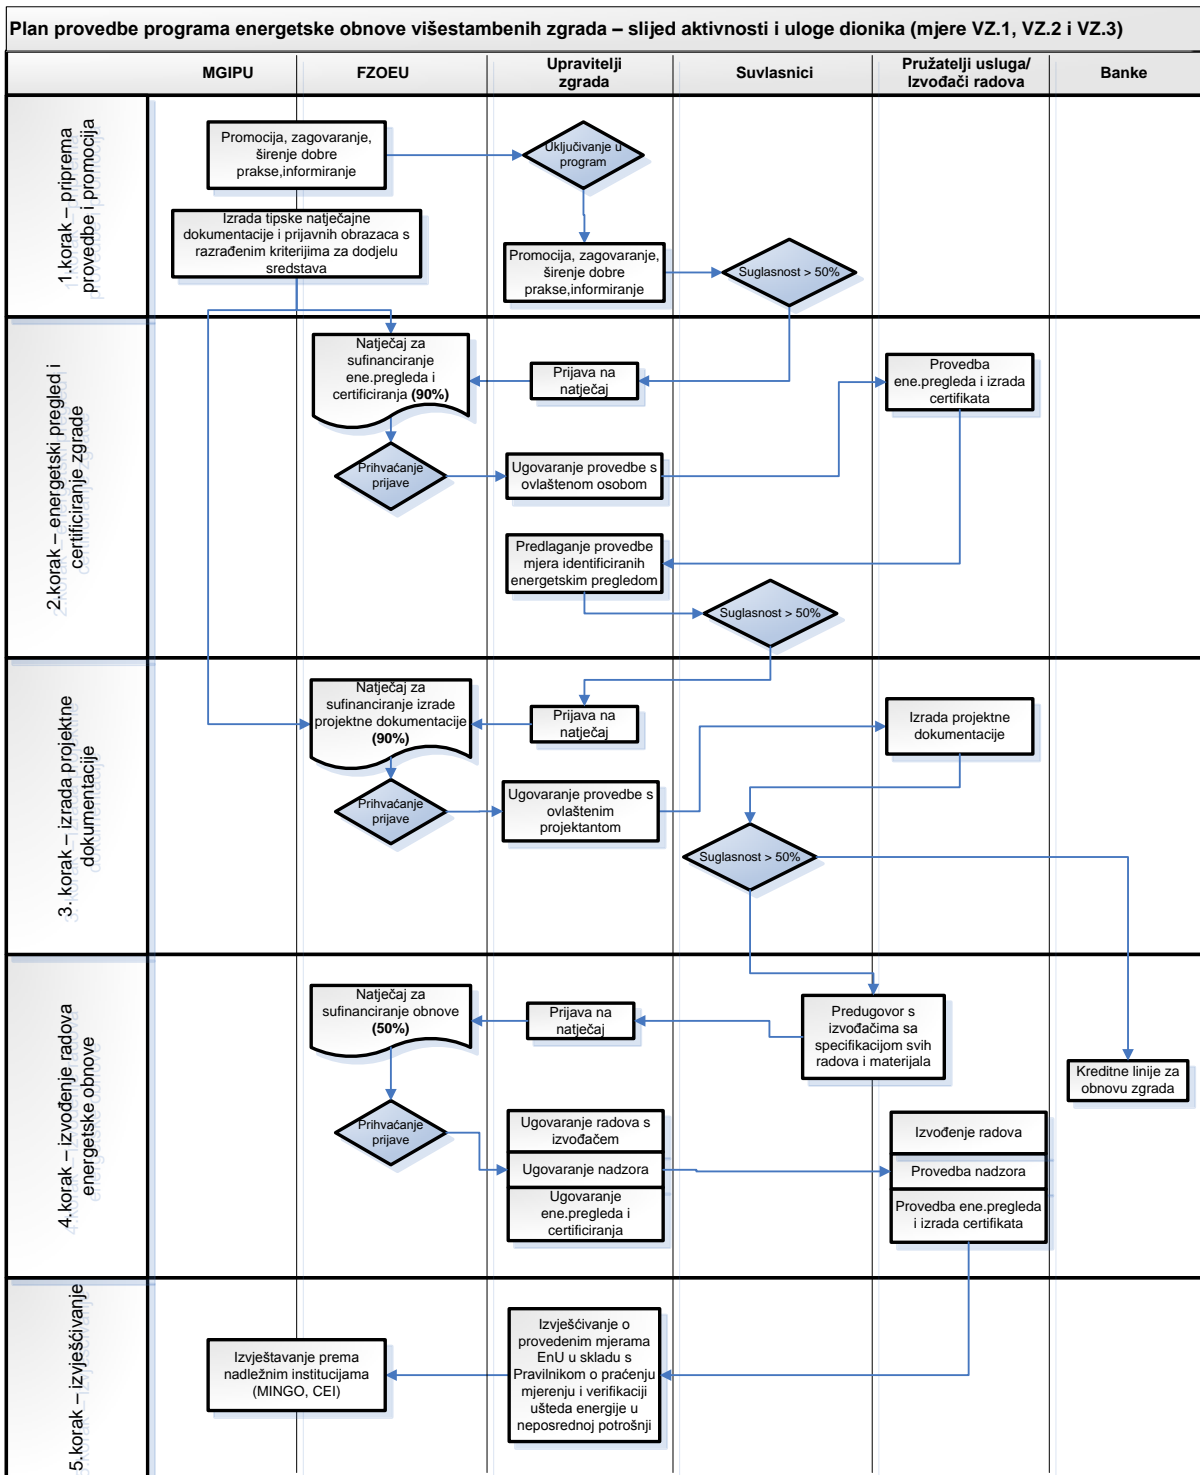 Plan provedbe programa energetske obnove višestambenih zgrada – slijed aktivnosti i uloge dionika (mjere VZ.1, VZ.2 i VZ.3)
MGIPU
FZOEU
Upravitelji
zgrada
Suvlasnici
Pružatelji usluga/
Izvođači radova
Banke
1.korak – priprema
provedbe i promocija
Promocija, zagovaranje,
širenje dobre
prakse,informiranje
Uključivanje u
program
Izrada tipske natječajne
dokumentacije i prijavnih obrazaca s
razrađenim kriterijima za dodjelu
sredstava
Promocija, zagovaranje,
širenje dobre
prakse,informiranje
Suglasnost > 50%
2.korak – energetski pregled i
certificiranje zgrade
Natječaj za
sufinanciranje
ene.pregleda i
certificiranja (90%)
Prijava na
natječaj
Provedba
ene.pregleda i izrada
certifikata
Prihvaćanje
prijave
Ugovaranje provedbe s
ovlaštenom osobom
Predlaganje provedbe
mjera identificiranih
energetskim pregledom
Suglasnost > 50%
3. korak – izrada projektne
dokumentacije
Natječaj za
sufinanciranje izrade
projektne dokumentacije
(90%)
Prijava na
natječaj
Izrada projektne
dokumentacije
Prihvaćanje
prijave
Ugovaranje provedbe s
ovlaštenim
projektantom
Suglasnost > 50%
4.korak – izvođenje radova
energetske obnove
Natječaj za
sufinanciranje obnove
(50%)
Prijava na
natječaj
Predugovor s
izvođačima sa
specifikacijom svih
radova i materijala
Kreditne linije za
obnovu zgrada
Prihvaćanje
prijave
Ugovaranje radova s
izvođačem
Ugovaranje nadzora
Ugovaranje
ene.pregleda i
certificiranja
Izvođenje radova
Provedba nadzora
Provedba ene.pregleda
i izrada certifikata
5.korak – izvješćivanje
Izvještavanje prema
nadležnim institucijama
(MINGO, CEI)
Izvješćivanje o
provedenim mjerama
EnU u skladu s
Pravilnikom o praćenju
mjerenju i verifikaciji
ušteda energije u
neposrednoj potrošnji